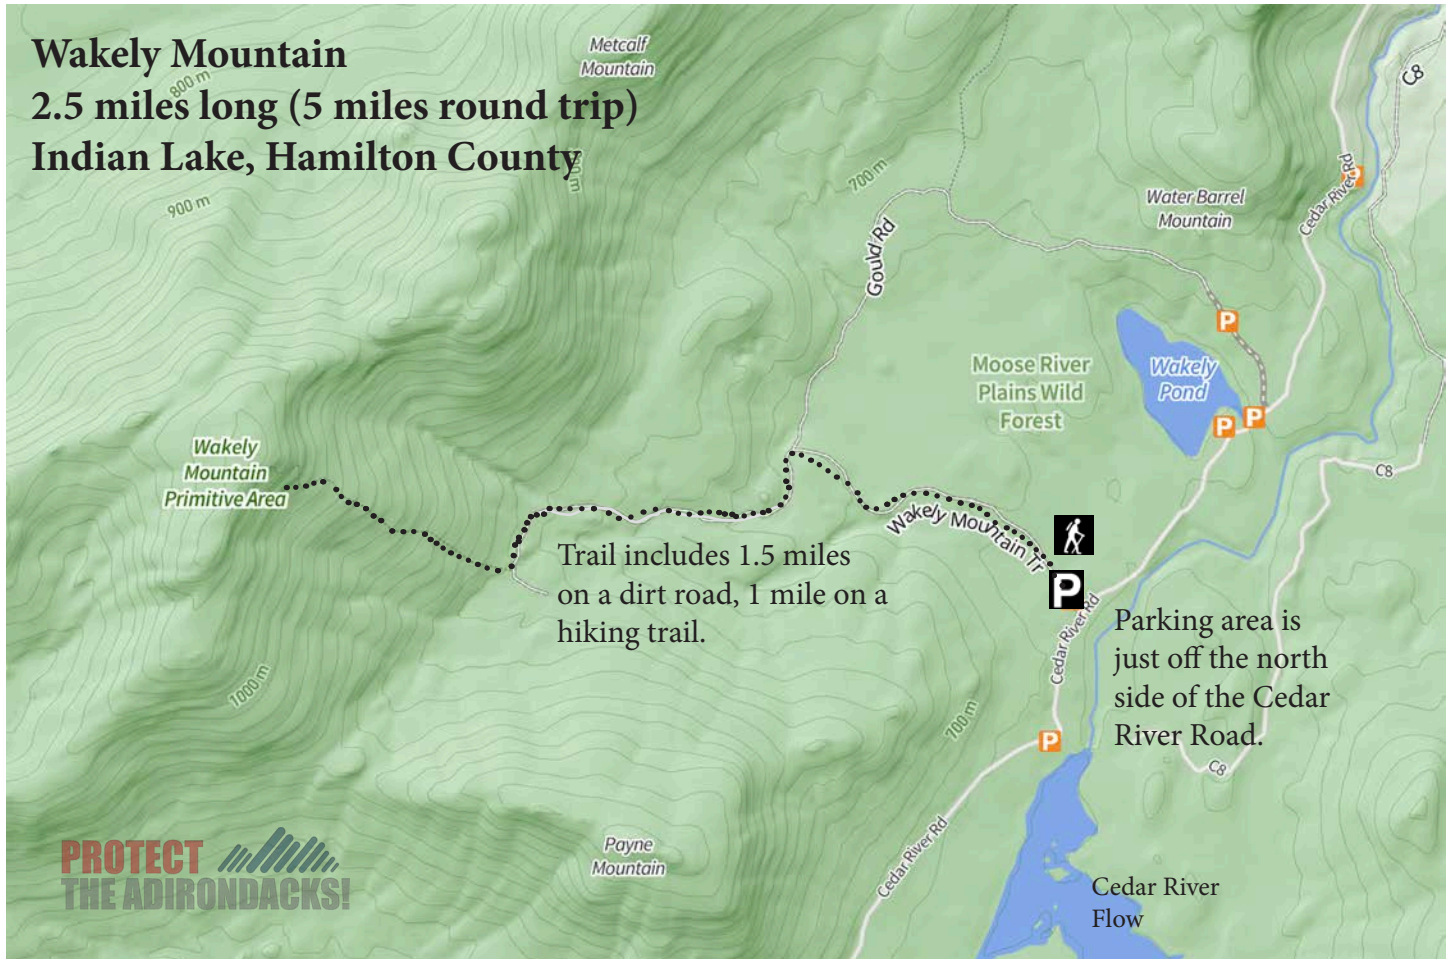 Wakely Mountain
2.5 miles long (5 miles round trip)
Indian Lake, Hamilton County
800 m
900 m
Metcalf
Mountain
700 m
Gould Rd
Water Barrel
Mountain
Cedar River Rd
P
C8
P
Moose River
Plains Wild
Forest
Wakely
Pond
P
P
C8
Wakely
Mountain
Primitive Area
Wakely Mountain Tr
P
Trail includes 1.5 miles
on a dirt road, 1 mile on a
hiking trail.
Cedar River Rd
Parking area is
just off the north
side of the Cedar
River Road.
1000 m
700 m
P
C8
PROTECT
THE ADIRONDACKS!
Payne
Mountain
Cedar River Rd
Cedar River
Flow